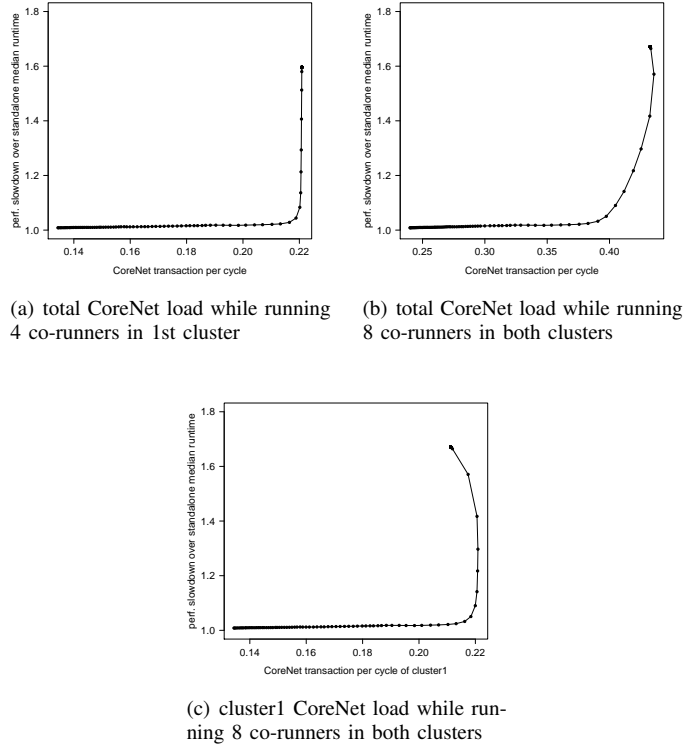 perf. slowdown over standalone median runtime
1.8
1.6
1.4
1.2
1.0
0.14 0.16 0.18 0.20 0.22
CoreNet transaction per cycle
(a) total CoreNet load while running
4 co-runners in 1st cluster
perf. slowdown over standalone median runtime
1.8
1.6
1.4
1.2
1.0
0.25 0.30 0.35 0.40
CoreNet transaction per cycle
(b) total CoreNet load while running
8 co-runners in both clusters
perf. slowdown over standalone median runtime
1.8
1.6
1.4
1.2
1.0
0.14 0.16 0.18 0.20 0.22
CoreNet transaction per cycle of cluster1
(c) cluster1 CoreNet load while run-
ning 8 co-runners in both clusters